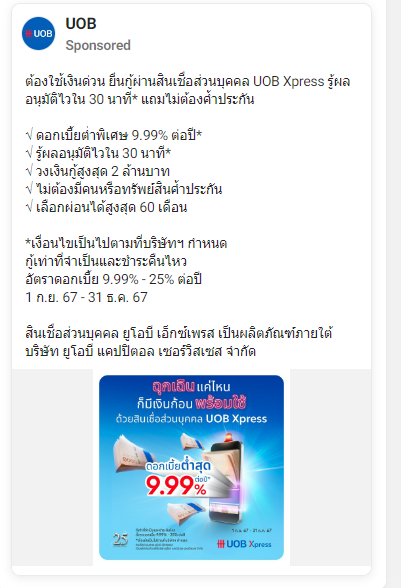 UOB
Sponsored
ต้องใช้เงินด่วน ยื่นกู้ผ่านสินเชื่อส่วนบุคคล UOB Xpress รู้ผล
อนุมัติไวใน 30 นาที* แถมไม่ต้องค้ำประกัน
√ ดอกเบี้ยต่ำพิเศษ 9.99% ต่อปี*
√ รู้ผลอนุมัติไวใน 30 นาที*
√ วงเงินกู้สูงสุด 2 ล้านบาท
√ ไม่ต้องมีคนหรือทรัพย์สินค้ำประกัน
√ เลือกผ่อนได้สูงสุด 60 เดือน
*เงื่อนไขเป็นไปตามที่บริษัทฯ กำหนด
กู้เท่าที่จำเป็นและชำระคืนไหว
อัตราดอกเบี้ย 9.99% - 25% ต่อปี
1 ก.ย. 67 - 31 ธ.ค. 67
สินเชื่อส่วนบุคคล ยูโอบี เอ็กซ์เพรส เป็นผลิตภัณฑ์ภายใต้
บริษัท ยูโอบี แคปปิตอล เซอร์วิสเซส จำกัด
ฉุกเฉินแค่ไหน
ก็มีเงินก้อน พร้อมใช้
ด้วยสินเชื่อส่วนบุคคล UOB Xpress
ดอกเบี้ยต่ำสุด
9.99% ต่อปี*
25
1 ก.ย. 67 - 31 ธ.ค. 67
UOB Xpress